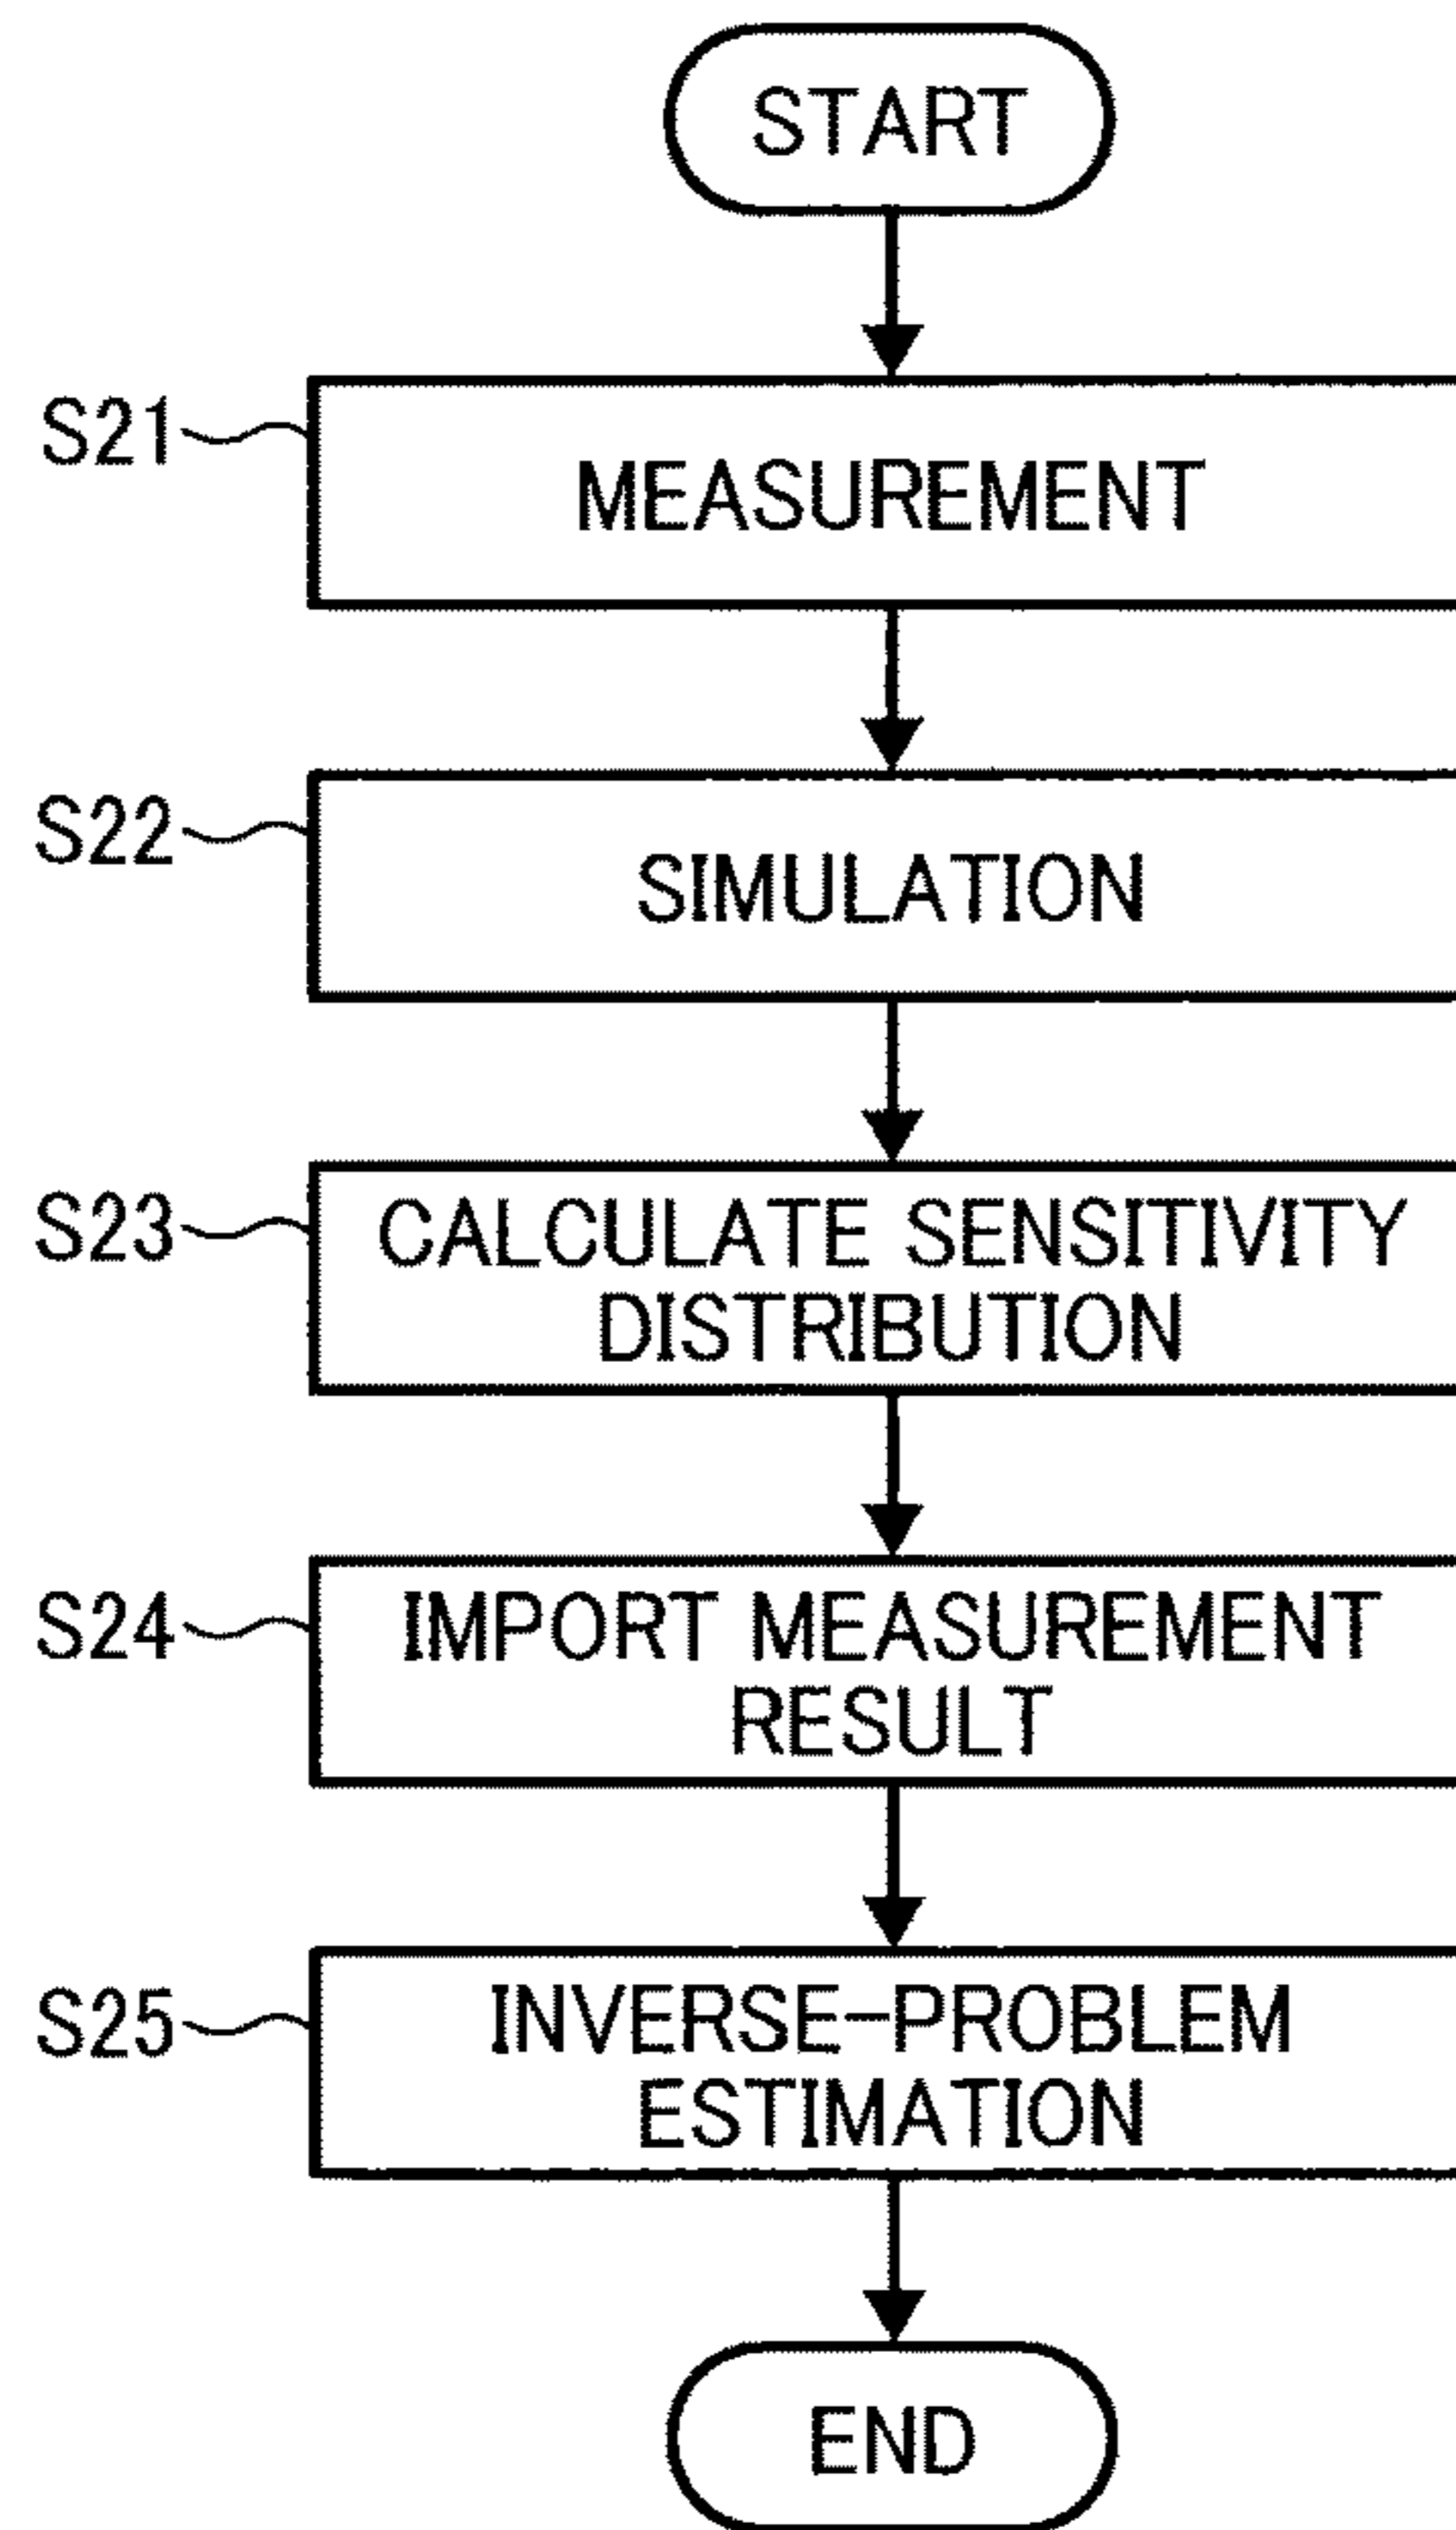 START
S21
MEASUREMENT
S22
SIMULATION
S23
CALCULATE SENSITIVITY
DISTRIBUTION
S24
IMPORT MEASUREMENT
RESULT
S25
INVERSE-PROBLEM
ESTIMATION
END